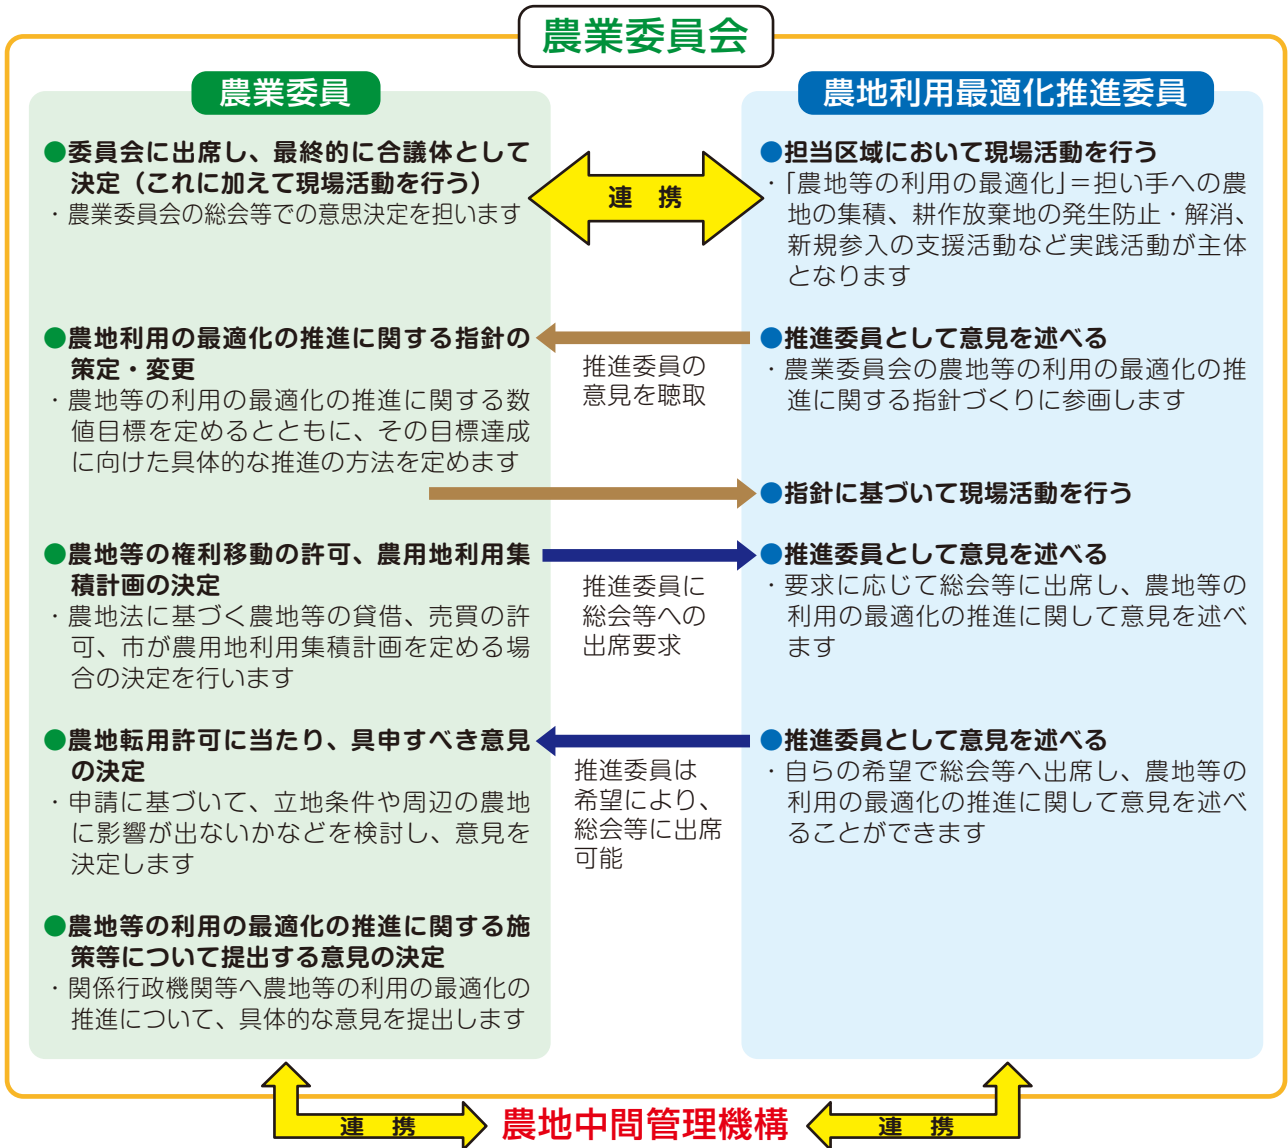 農業委員会
農業委員
●委員会に出席し、最終的に合議体として
決定（これに加えて現場活動を行う）
・農業委員会の総会等での意思決定を担います
●農地利用の最適化の推進に関する指針の
策定・変更
・農地等の利用の最適化の推進に関する数
値目標を定めるとともに、その目標達成
に向けた具体的な推進の方法を定めます
●農地等の権利移動の許可、農用地利用集
積計画の決定
・農地法に基づく農地等の貸借、売買の許
可、市が農用地利用集積計画を定める場
合の決定を行います
●農地転用許可に当たり、具申すべき意見
の決定
・申請に基づいて、立地条件や周辺の農地
に影響が出ないかなどを検討し、意見を
決定します
●農地等の利用の最適化の推進に関する施
策等について提出する意見の決定
・関係行政機関等へ農地等の利用の最適化の
推進について、具体的な意見を提出します
連 携
推進委員の
意見を聴取
推進委員に
総会等への
出席要求
推進委員は
希望により、
総会等に出席
可能
農地利用最適化推進委員
●担当区域において現場活動を行う
・「農地等の利用の最適化」＝担い手への農
地の集積、耕作放棄地の発生防止・解消、
新規参入の支援活動など実践活動が主体
となります
●推進委員として意見を述べる
・農業委員会の農地等の利用の最適化の推
進に関する指針づくりに参画します
●指針に基づいて現場活動を行う
●推進委員として意見を述べる
・要求に応じて総会等に出席し、農地等の
利用の最適化の推進に関して意見を述べ
ます
●推進委員として意見を述べる
・自らの希望で総会等へ出席し、農地等の
利用の最適化の推進に関して意見を述べ
ることができます
連 携
農地中間管理機構
連 携